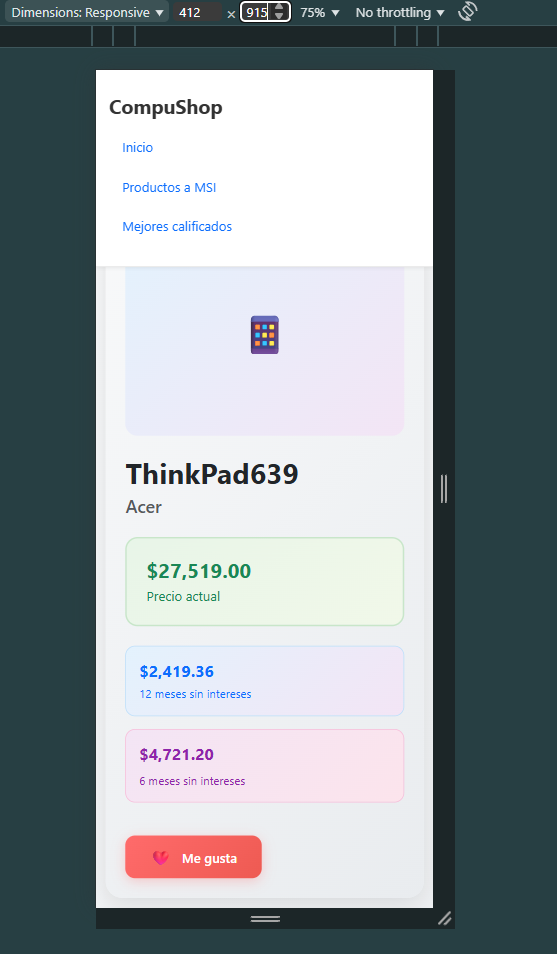 Dimensions: Responsive ▼ 412 × 915 75% ▼ No throttling ▼
CompuShop
Inicio
Productos a MSI
Mejores calificados
ThinkPad639
Acer
$27,519.00
Precio actual
$2,419.36
12 meses sin intereses
$4,721.20
6 meses sin intereses
Me gusta